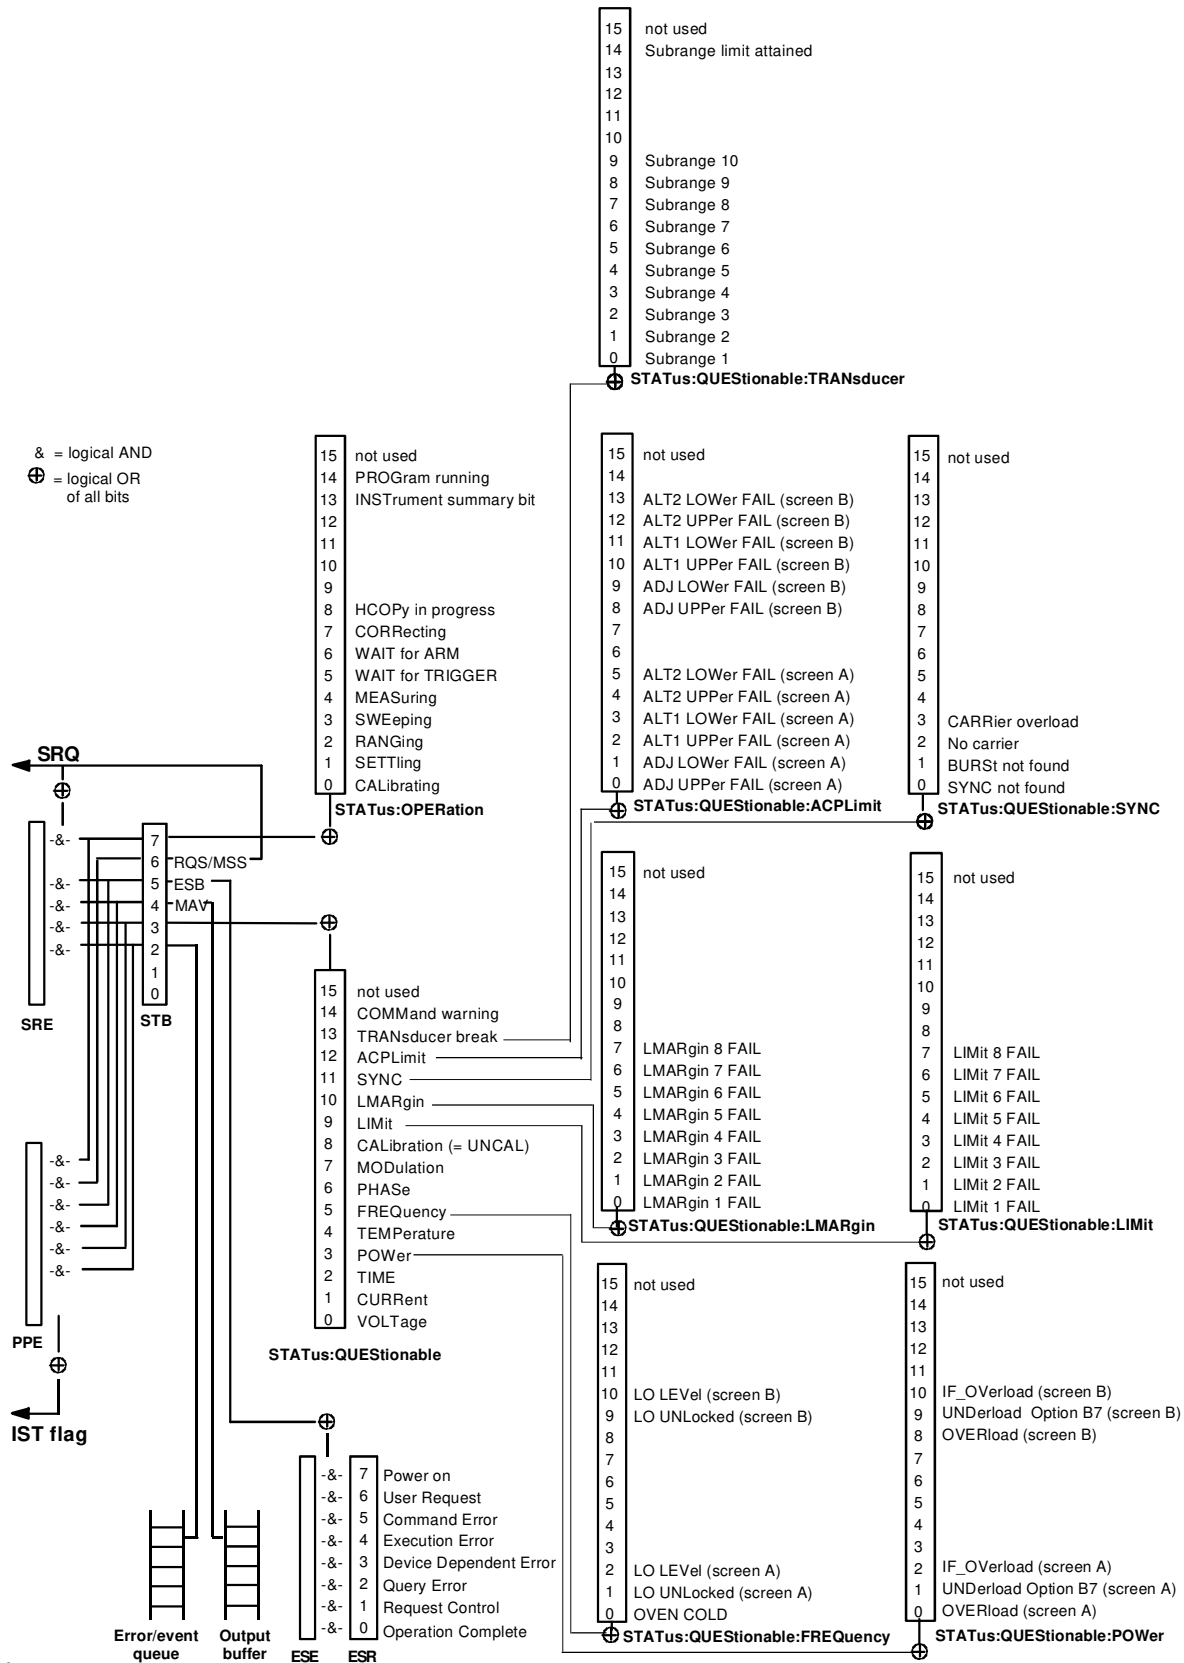 15 not used
14 Subrange limit attained
13
12
11
10
9 Subrange 10
8 Subrange 9
7 Subrange 8
6 Subrange 7
5 Subrange 6
4 Subrange 5
3 Subrange 4
2 Subrange 3
1 Subrange 2
0 Subrange 1
STATus:QUEStionable:TRANsducer
& = logical AND
⊕ = logical OR
of all bits
15 not used
14 PROGram running
13 INSTrument summary bit
12
11
10
9
8 HCOPy in progress
7 CORRecting
6 WAIT for ARM
5 WAIT for TRIGGER
4 MEASuring
3 SWEeping
2 RANGing
1 SETTling
0 CALibrating
STATus:OPERation
15 not used
14
13 ALT2 LOWer FAIL (screen B)
12 ALT2 UPPer FAIL (screen B)
11 ALT1 LOWer FAIL (screen B)
10 ALT1 UPPer FAIL (screen B)
9 ADJ LOWer FAIL (screen B)
8 ADJ UPPer FAIL (screen B)
7
6
5 ALT2 LOWer FAIL (screen A)
4 ALT2 UPPer FAIL (screen A)
3 ALT1 LOWer FAIL (screen A)
2 ALT1 UPPer FAIL (screen A)
1 ADJ LOWer FAIL (screen A)
0 ADJ UPPer FAIL (screen A)
STATus:QUEStionable:ACPLimit
15 not used
14
13
12
11
10
9
8
7
6
5
4
3 CARRier overload
2 No carrier
1 BURSt not found
0 SYNC not found
STATus:QUEStionable:SYNC
SRQ
-&-
-&-
-&-
-&-
-&-
SRE
7
6 RQS/MSS
5 ESB
4 MAV
3
2
1
0
STB
15 not used
14
13
12
11
10
9
8
7 LMARgin 8 FAIL
6 LMARgin 7 FAIL
5 LMARgin 6 FAIL
4 LMARgin 5 FAIL
3 LMARgin 4 FAIL
2 LMARgin 3 FAIL
1 LMARgin 2 FAIL
0 LMARgin 1 FAIL
STATus:QUEStionable:LMARgin
15 not used
14
13
12
11
10
9
8
7 LIMit 8 FAIL
6 LIMit 7 FAIL
5 LIMit 6 FAIL
4 LIMit 5 FAIL
3 LIMit 4 FAIL
2 LIMit 3 FAIL
1 LIMit 2 FAIL
0 LIMit 1 FAIL
STATus:QUEStionable:LIMit
15 not used
14 COMMand warning
13 TRANsducer break
12 ACPLimit
11 SYNC
10 LMARgin
9 LIMit
8 CALibration (= UNCAL)
7 MODulation
6 PHASe
5 FREQuency
4 TEMPerature
3 POWer
2 TIME
1 CURRent
0 VOLTage
STATus:QUEStionable
-&-
-&-
-&-
-&-
-&-
-&-
PPE
IST flag
15 not used
14
13
12
11
10 LO LEVel (screen B)
9 LO UNLocked (screen B)
8
7
6
5
4
3
2 LO LEVel (screen A)
1 LO UNLocked (screen A)
0 OVEN COLD
STATus:QUEStionable:FREQuency
15 not used
14
13
12
11
10 IF_OVerload (screen B)
9 UNDerload Option B7 (screen B)
8 OVERload (screen B)
7
6
5
4
3
2 IF_OVerload (screen A)
1 UNDerload Option B7 (screen A)
0 OVERload (screen A)
STATus:QUEStionable:POWer
-&- 7 Power on
-&- 6 User Request
-&- 5 Command Error
-&- 4 Execution Error
-&- 3 Device Dependent Error
-&- 2 Query Error
-&- 1 Request Control
-&- 0 Operation Complete
ESE ESR
Error/event
queue
Output
buffer